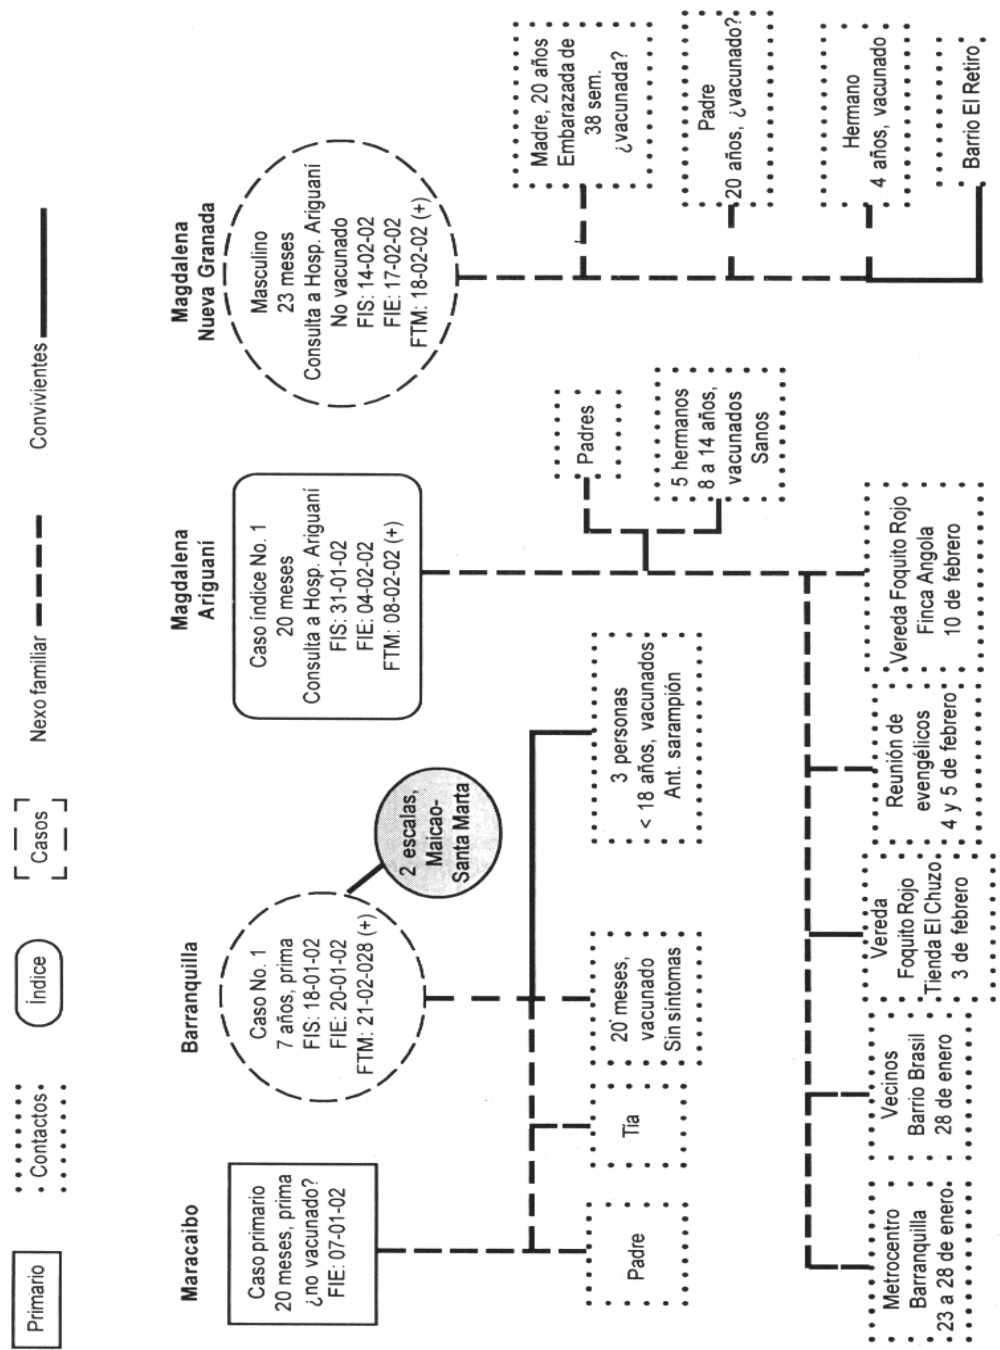 Primario
Contactos
Índice
Casos
Nexo familiar
Convivientes
Maracaibo
Caso primario
20 meses, prima
¿no vacunado?
FIE: 07-01-02
Padre
Tía
Barranquilla
Caso No. 1
7 años, prima
FIS: 18-01-02
FIE: 20-01-02
FTM: 21-02-028 (+)
2 escalas,
Maicao-
Santa Marta
20 meses,
vacunado
Sin síntomas
3 personas
< 18 años, vacunados
Ant. sarampión
Magdalena
Ariguaní
Caso índice No. 1
20 meses
Consulta a Hosp. Ariguaní
FIS: 31-01-02
FIE: 04-02-02
FTM: 08-02-02 (+)
Padres
5 hermanos
8 a 14 años,
vacunados
Sanos
Metrocentro
Barranquilla
23 a 28 de enero
Vecinos
Barrio Brasil
28 de enero
Vereda
Foquito Rojo
Tienda El Chuzo
3 de febrero
Reunión de
evengélicos
4 y 5 de febrero
Vereda Foquito Rojo
Finca Angola
10 de febrero
Magdalena
Nueva Granada
Masculino
23 meses
Consulta a Hosp. Ariguaní
No vacunado
FIS: 14-02-02
FIE: 17-02-02
FTM: 18-02-02 (+)
Madre, 20 años
Embarazada de
38 sem.
¿vacunada?
Padre
20 años, ¿vacunado?
Hermano
4 años, vacunado
Barrio El Retiro